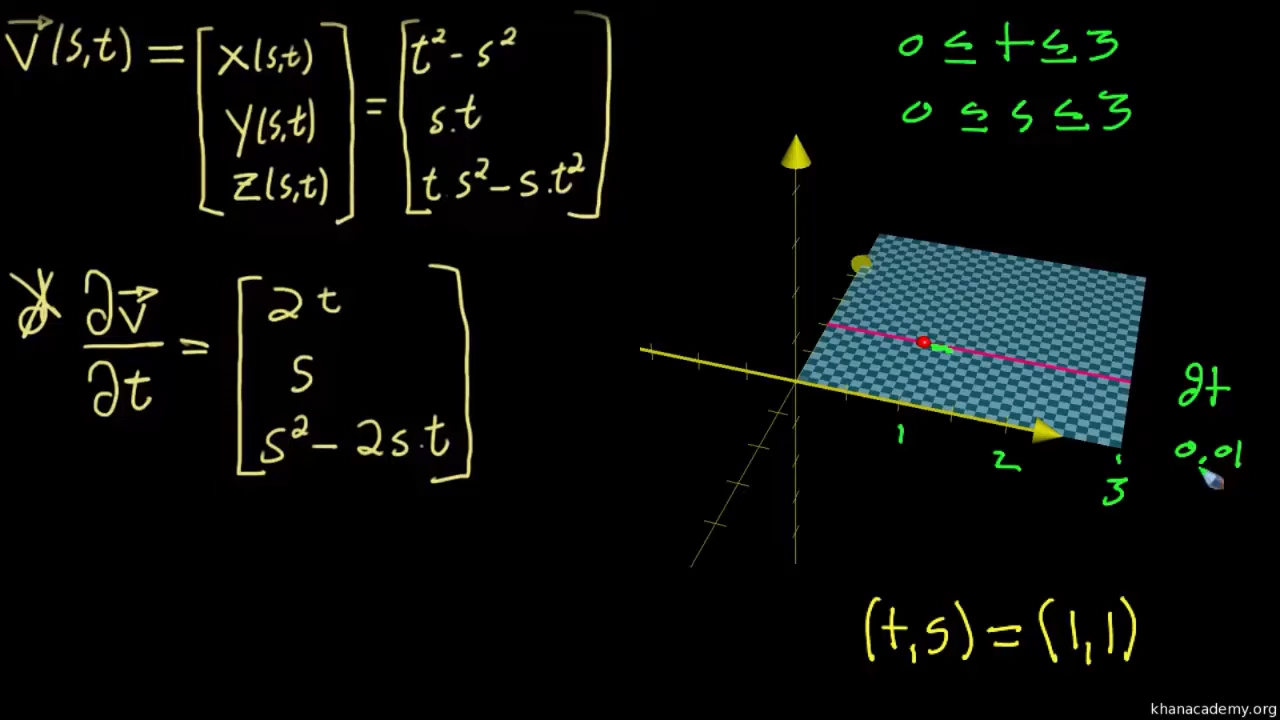 v⃗(s,t) = [x(s,t) y(s,t) z(s,t)] = [t² - s² s.t t.s² - s.t²]
0 ≤ t ≤ 3
0 ≤ s ≤ 3
∂v⃗/∂t = [2t s s² - 2s.t]
1
2
3
∂t
0,01
(t,s) = (1,1)
khanacademy.org